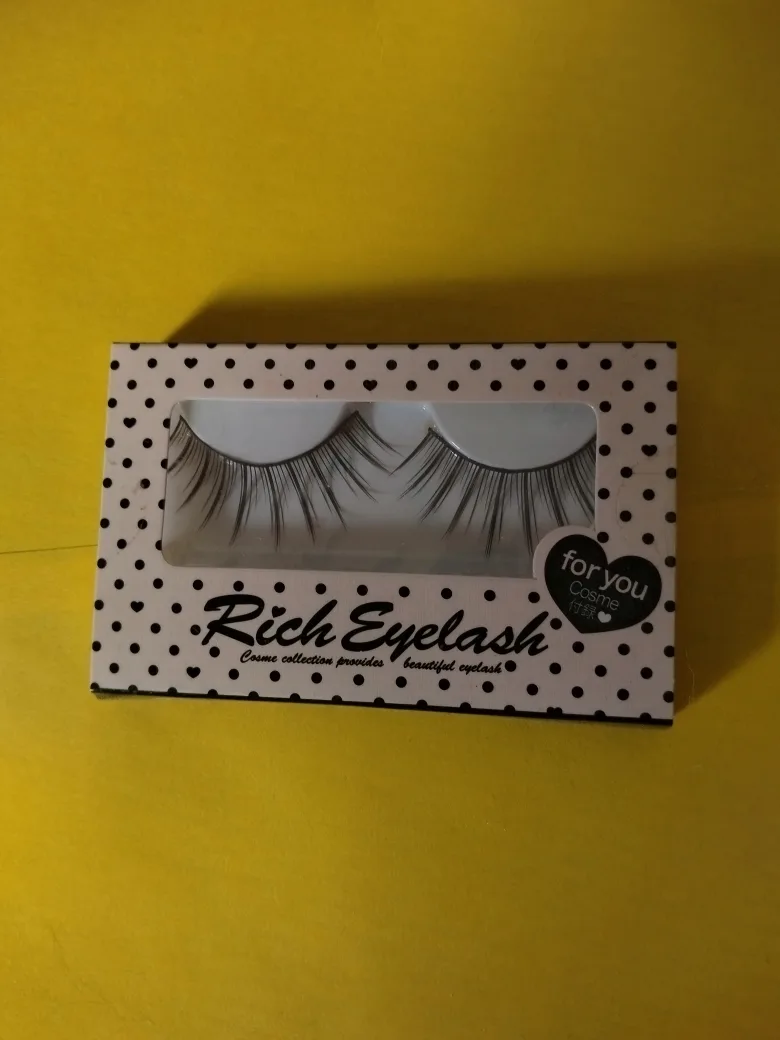 for you
Cosme
付録
Rich Eyelash
Cosme collection provides beautiful eyelash